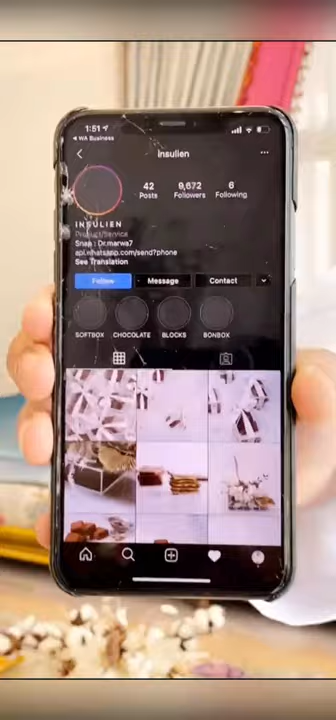 1:51
WA Business
insulien
42
9,672
6
Posts
Followers
Following
INSULIEN
Product/Service
Snap : Dr.marwa7
api.whatsapp.com/send?phone
See Translation
Follow
Message
Contact
SOFTBOX
CHOCOLATE
BLOCKS
BONBOX